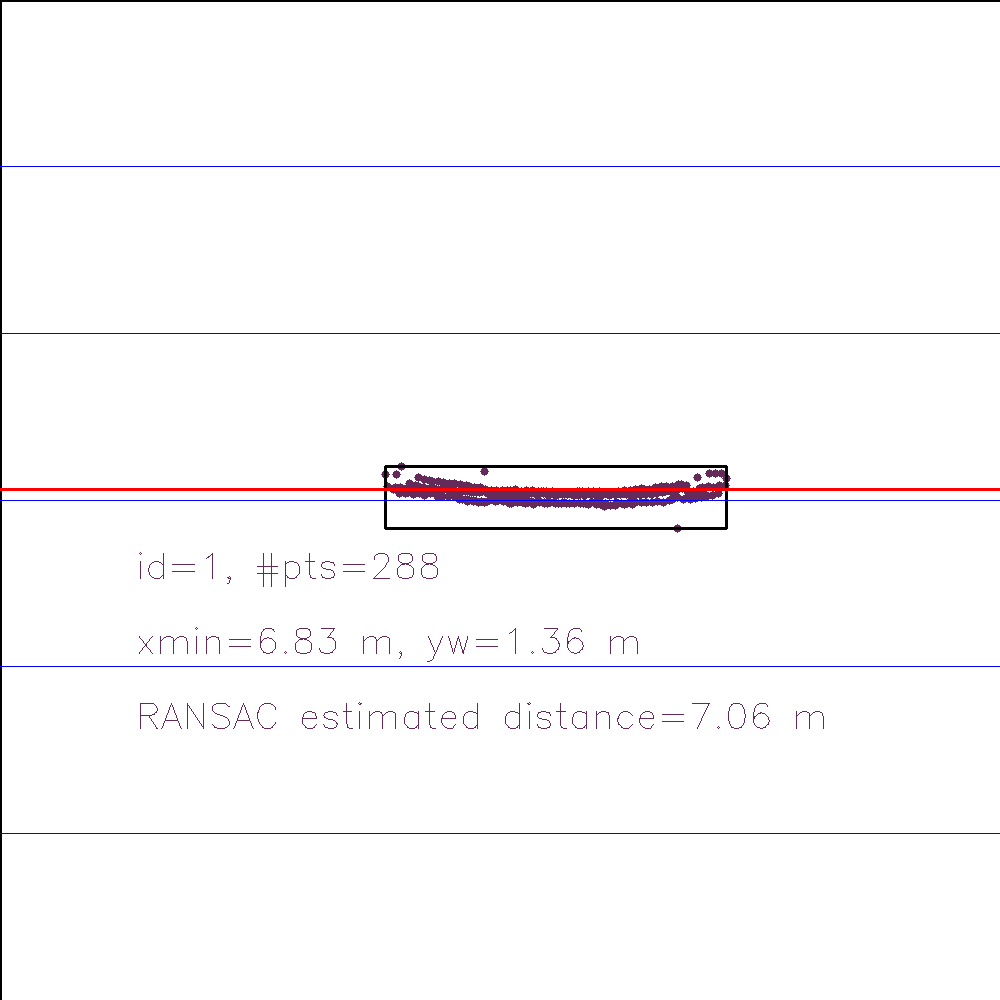 id=1, #pts=288
xmin=6.83 m, yw=1.36 m
RANSAC estimated distance=7.06 m